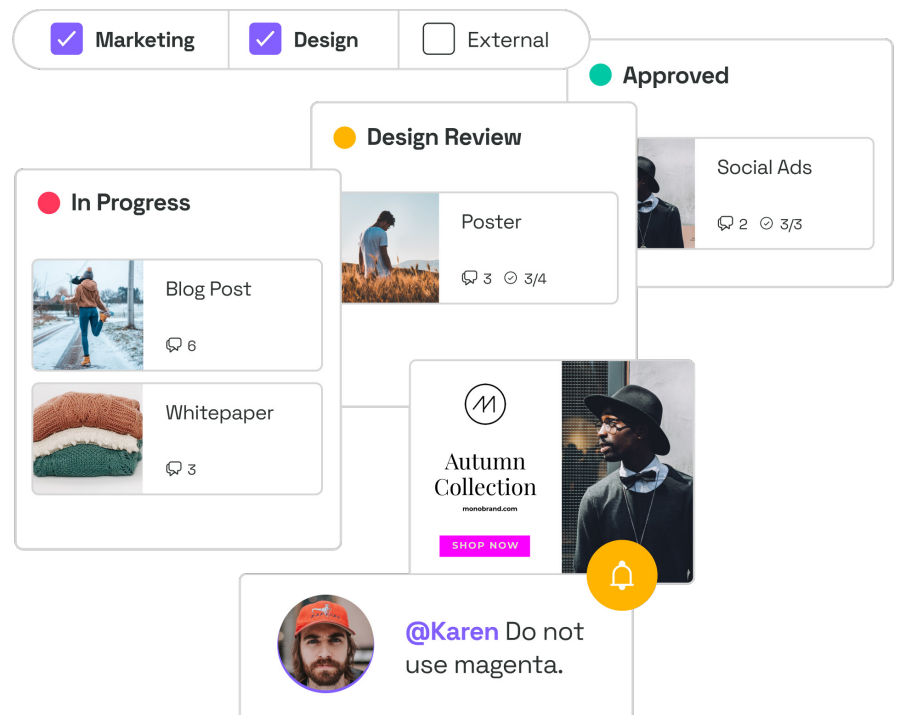 Marketing
Design
External
Approved
Social Ads
2
3/3
Design Review
Poster
3
3/4
In Progress
Blog Post
6
Whitepaper
3
Autumn
Collection
monobrand.com
SHOP NOW
@Karen Do not
use magenta.